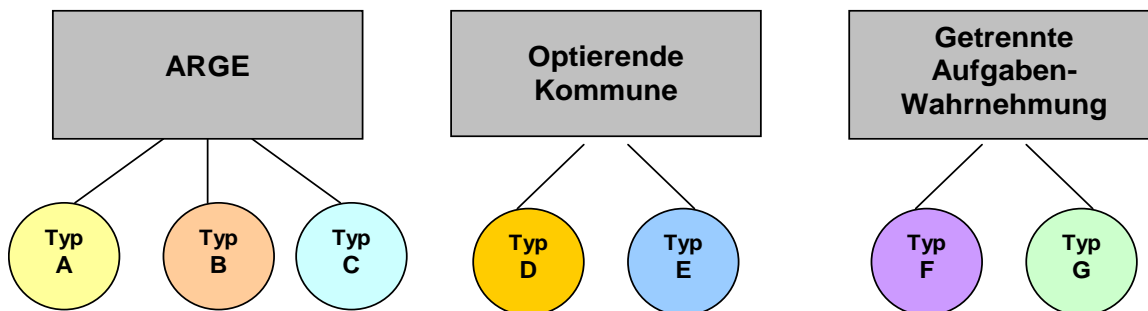 ARGE
Optierende
Kommune
Getrennte
Aufgaben-
Wahrnehmung
Typ
A
Typ
B
Typ
C
Typ
D
Typ
E
Typ
F
Typ
G